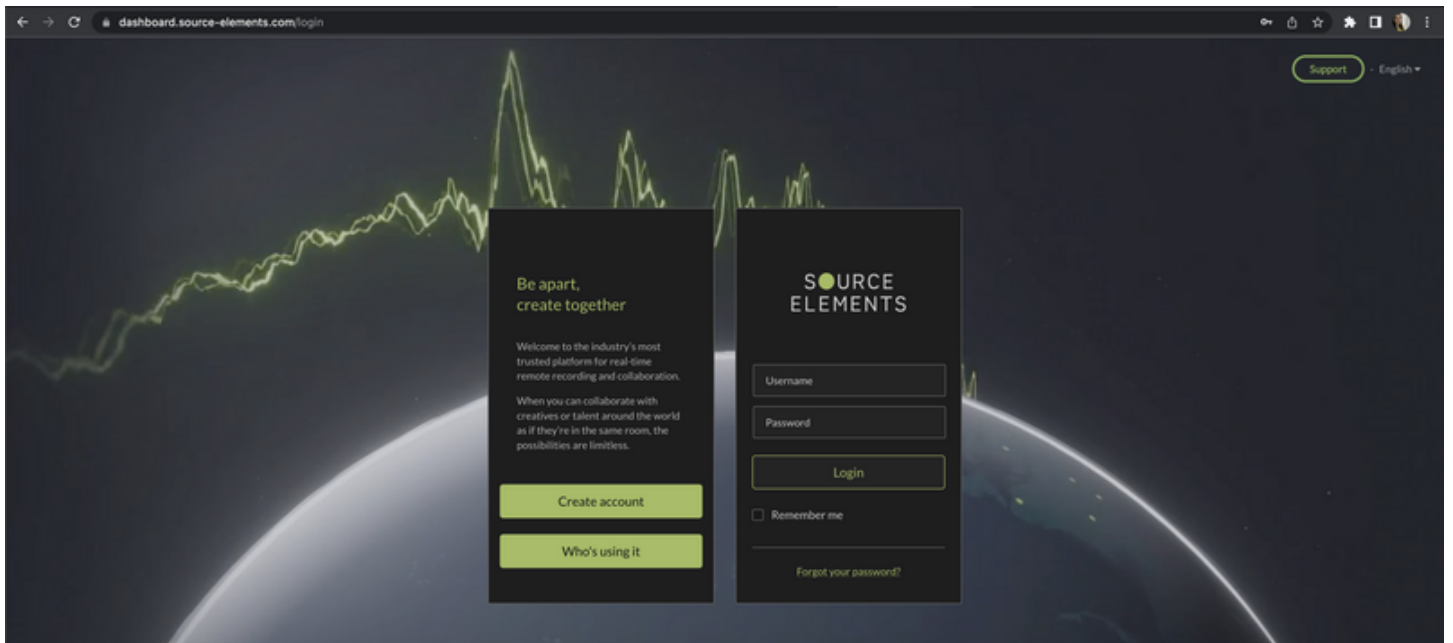 dashboard.source-elements.com/login
Support - English
Be apart,
create together
Welcome to the industry's most
trusted platform for real-time
remote recording and collaboration.
When you can collaborate with
creatives or talent around the world
as if they're in the same room, the
possibilities are limitless.
Create account
Who's using it
SOURCE
ELEMENTS
Username
Password
Login
Remember me
Forgot your password?